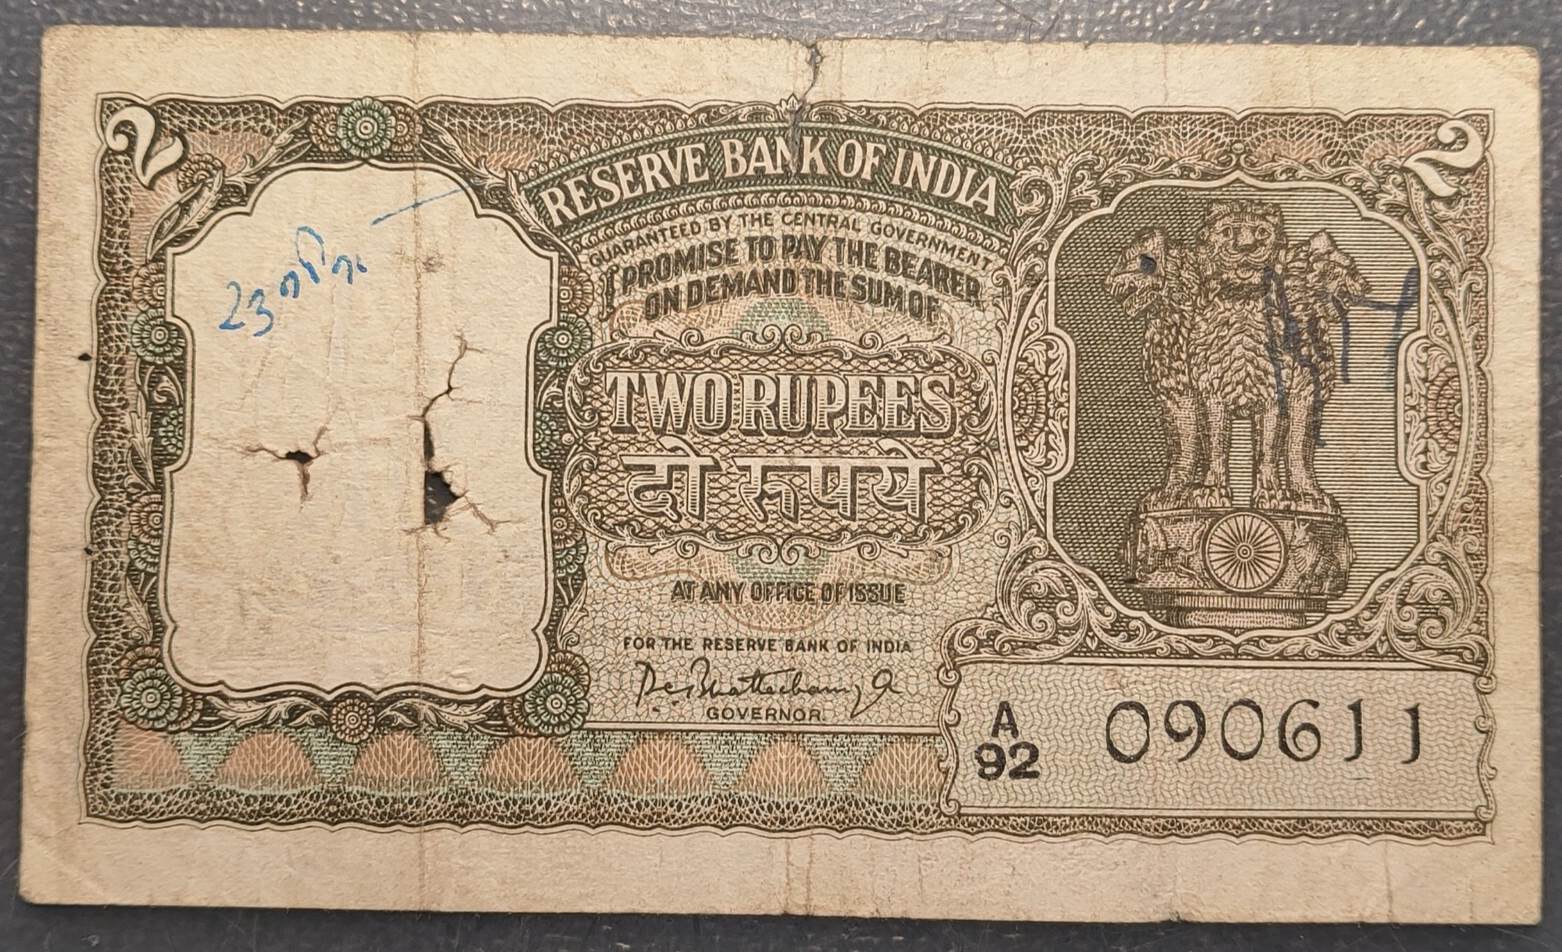 २ 2
RESERVE BANK OF INDIA
GUARANTEED BY THE CENTRAL GOVERNMENT
I PROMISE TO PAY THE BEARER
ON DEMAND THE SUM OF
TWO RUPEES
दो रुपये
AT ANY OFFICE OF ISSUE
FOR THE RESERVE BANK OF INDIA
GOVERNOR.
A
92 090611